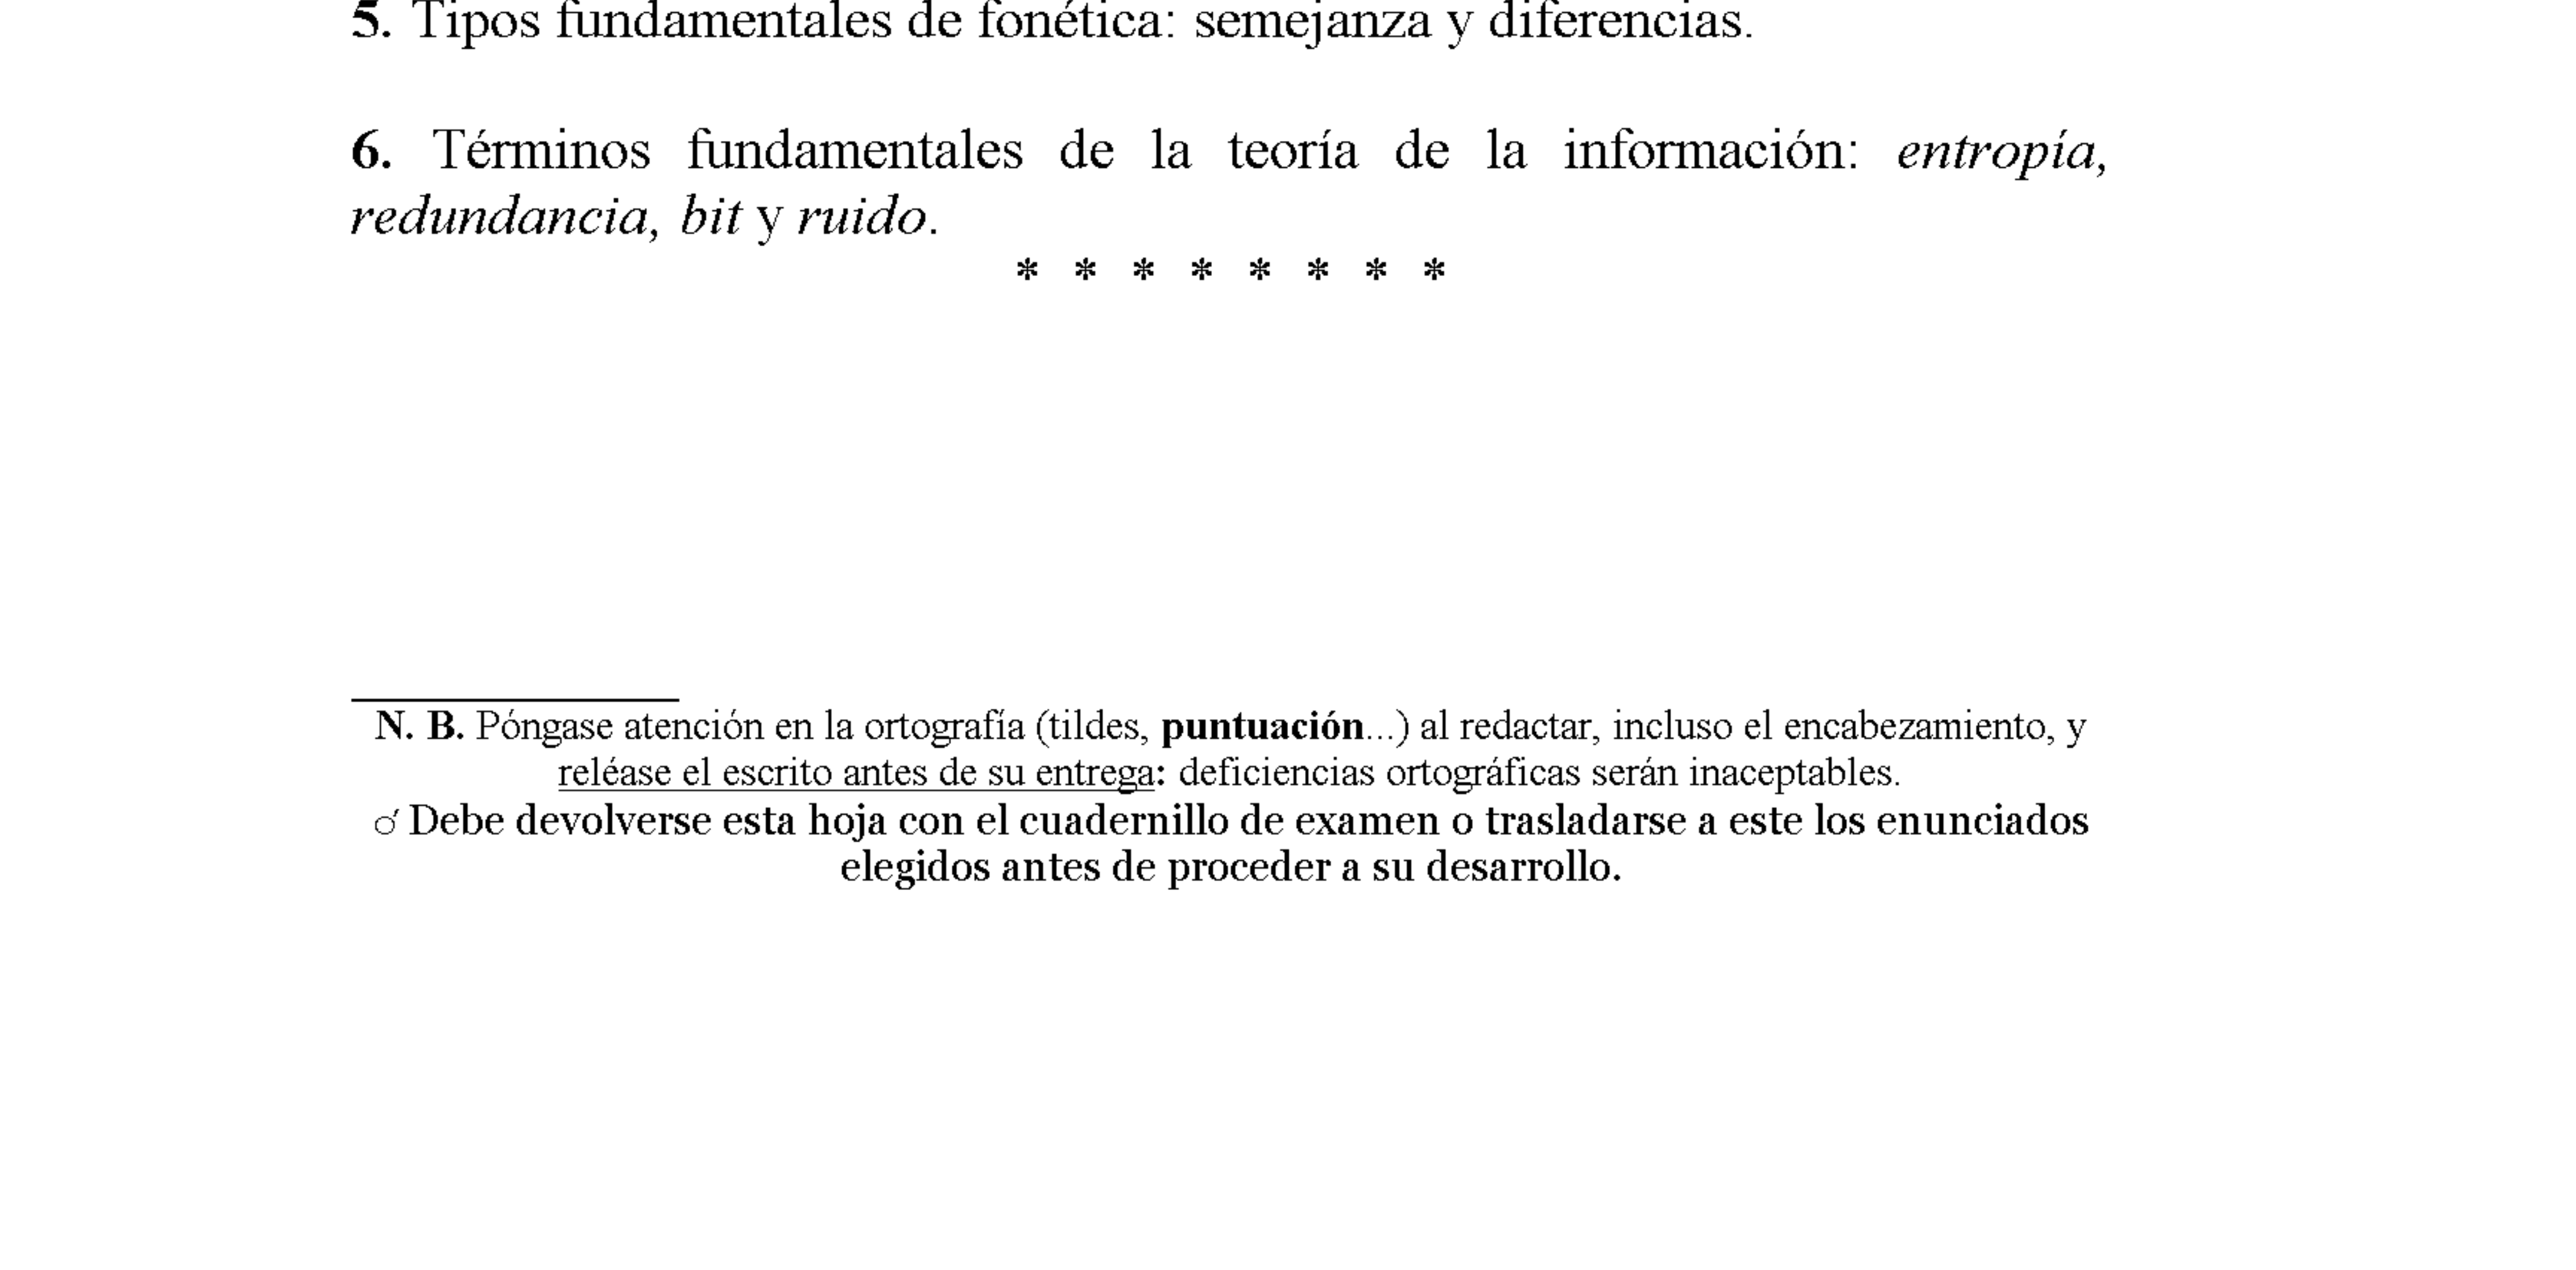 5. Tipos fundamentales de fonética: semejanza y diferencias.
6. Términos fundamentales de la teoría de la información: entropía,
redundancia, bit y ruido.
* * * * * * * *
N. B. Póngase atención en la ortografía (tildes, puntuación...) al redactar, incluso el encabezamiento, y
reléase el escrito antes de su entrega: deficiencias ortográficas serán inaceptables.
♂ Debe devolverse esta hoja con el cuadernillo de examen o trasladarse a este los enunciados
elegidos antes de proceder a su desarrollo.